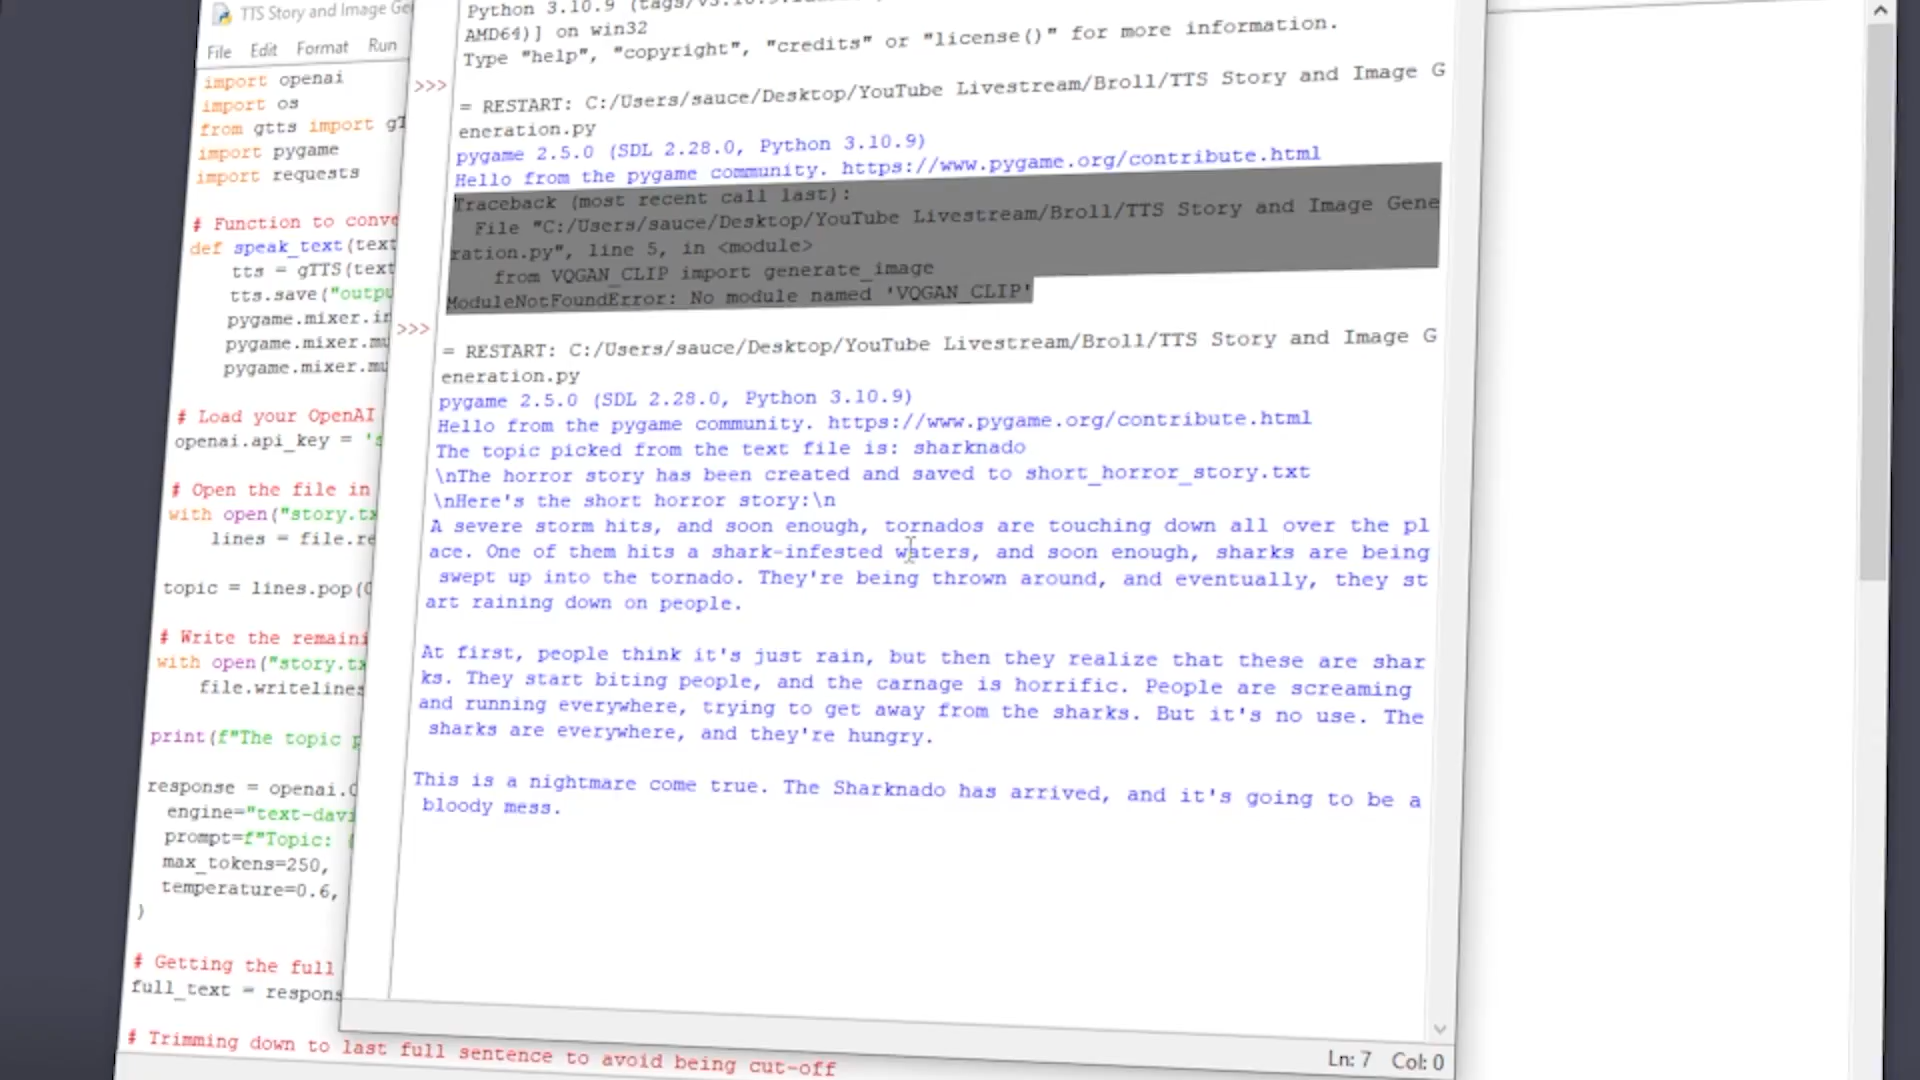 TTS Story and Image Ge
File Edit Format Run
import openai
import os
from gtts import gT
import pygame
import requests
# Function to conve
def speak_text(text
tts = gTTS(text
tts.save("outpu
pygame.mixer.in
pygame.mixer.mu
pygame.mixer.mu
# Load your OpenAI
openai.api_key = 's
# Open the file in
with open("story.tx
lines = file.re
topic = lines.pop(0
# Write the remaini
with open("story.tx
file.writelines
print(f"The topic p
response = openai.C
engine="text-davi
prompt=f"Topic: {
max_tokens=250,
temperature=0.6,
)
# Getting the full
full_text = respons
# Trimming down to last full sentence to avoid being cut-off
Python 3.10.9
AMD64)] on win32
Type "help", "copyright", "credits" or "license()" for more information.
>>>
= RESTART: C:/Users/sauce/Desktop/YouTube Livestream/Broll/TTS Story and Image G
eneration.py
pygame 2.5.0 (SDL 2.28.0, Python 3.10.9)
Hello from the pygame community. https://www.pygame.org/contribute.html
Traceback (most recent call last):
File "C:/Users/sauce/Desktop/YouTube Livestream/Broll/TTS Story and Image Gene
ration.py", line 5, in <module>
from VQGAN_CLIP import generate_image
ModuleNotFoundError: No module named 'VQGAN_CLIP'
>>>
= RESTART: C:/Users/sauce/Desktop/YouTube Livestream/Broll/TTS Story and Image G
eneration.py
pygame 2.5.0 (SDL 2.28.0, Python 3.10.9)
Hello from the pygame community. https://www.pygame.org/contribute.html
The topic picked from the text file is: sharknado
\nThe horror story has been created and saved to short_horror_story.txt
\nHere's the short horror story:\n
A severe storm hits, and soon enough, tornados are touching down all over the pl
ace. One of them hits a shark-infested waters, and soon enough, sharks are being
swept up into the tornado. They're being thrown around, and eventually, they st
art raining down on people.
At first, people think it's just rain, but then they realize that these are shar
ks. They start biting people, and the carnage is horrific. People are screaming
and running everywhere, trying to get away from the sharks. But it's no use. The
sharks are everywhere, and they're hungry.
This is a nightmare come true. The Sharknado has arrived, and it's going to be a
bloody mess.
Ln: 7 Col: 0